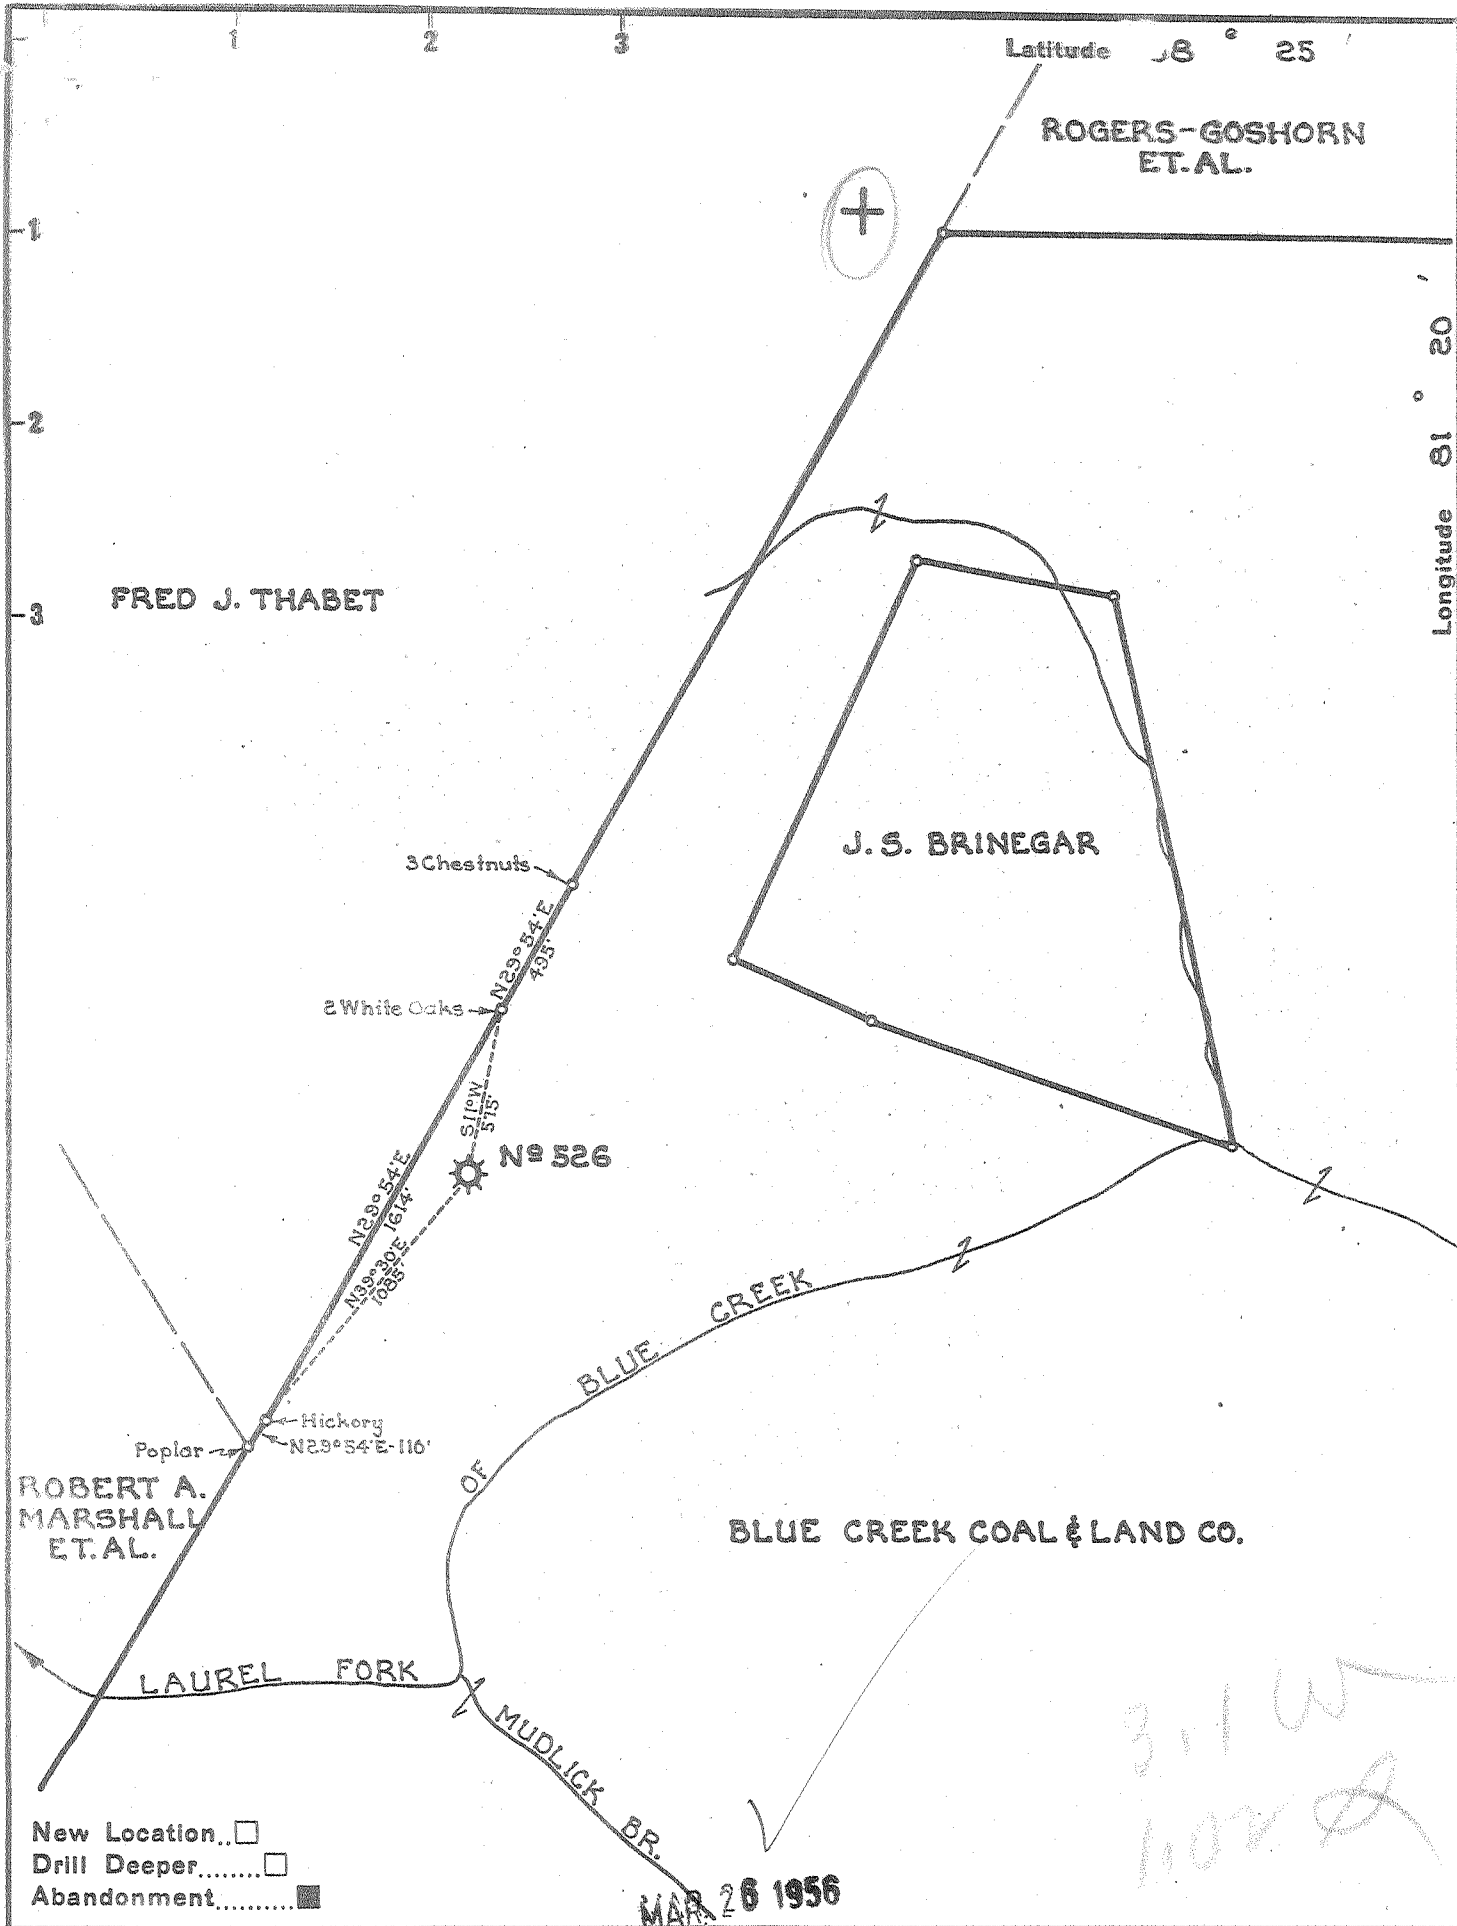 1 2 3
Latitude 38 ° 25 '
ROGERS-GOSHORN
ET.AL.
1
2
3
Longitude 81 ° 20 '
FRED J. THABET
J. S. BRINEGAR
3 Chestnuts
N29°54'E
495'
2 White Oaks
S11°W
515'
Nº 526
N29°54'E
1614'
N39°30'E
1085'
Hickory
N29°54'E-116'
Poplar
ROBERT A.
MARSHALL
ET. AL.
OF BLUE CREEK
BLUE CREEK COAL & LAND CO.
LAUREL FORK
MUDLICK BR.
3.1 W
New Location..
Drill Deeper........
Abandonment..........
MAR 26 1956